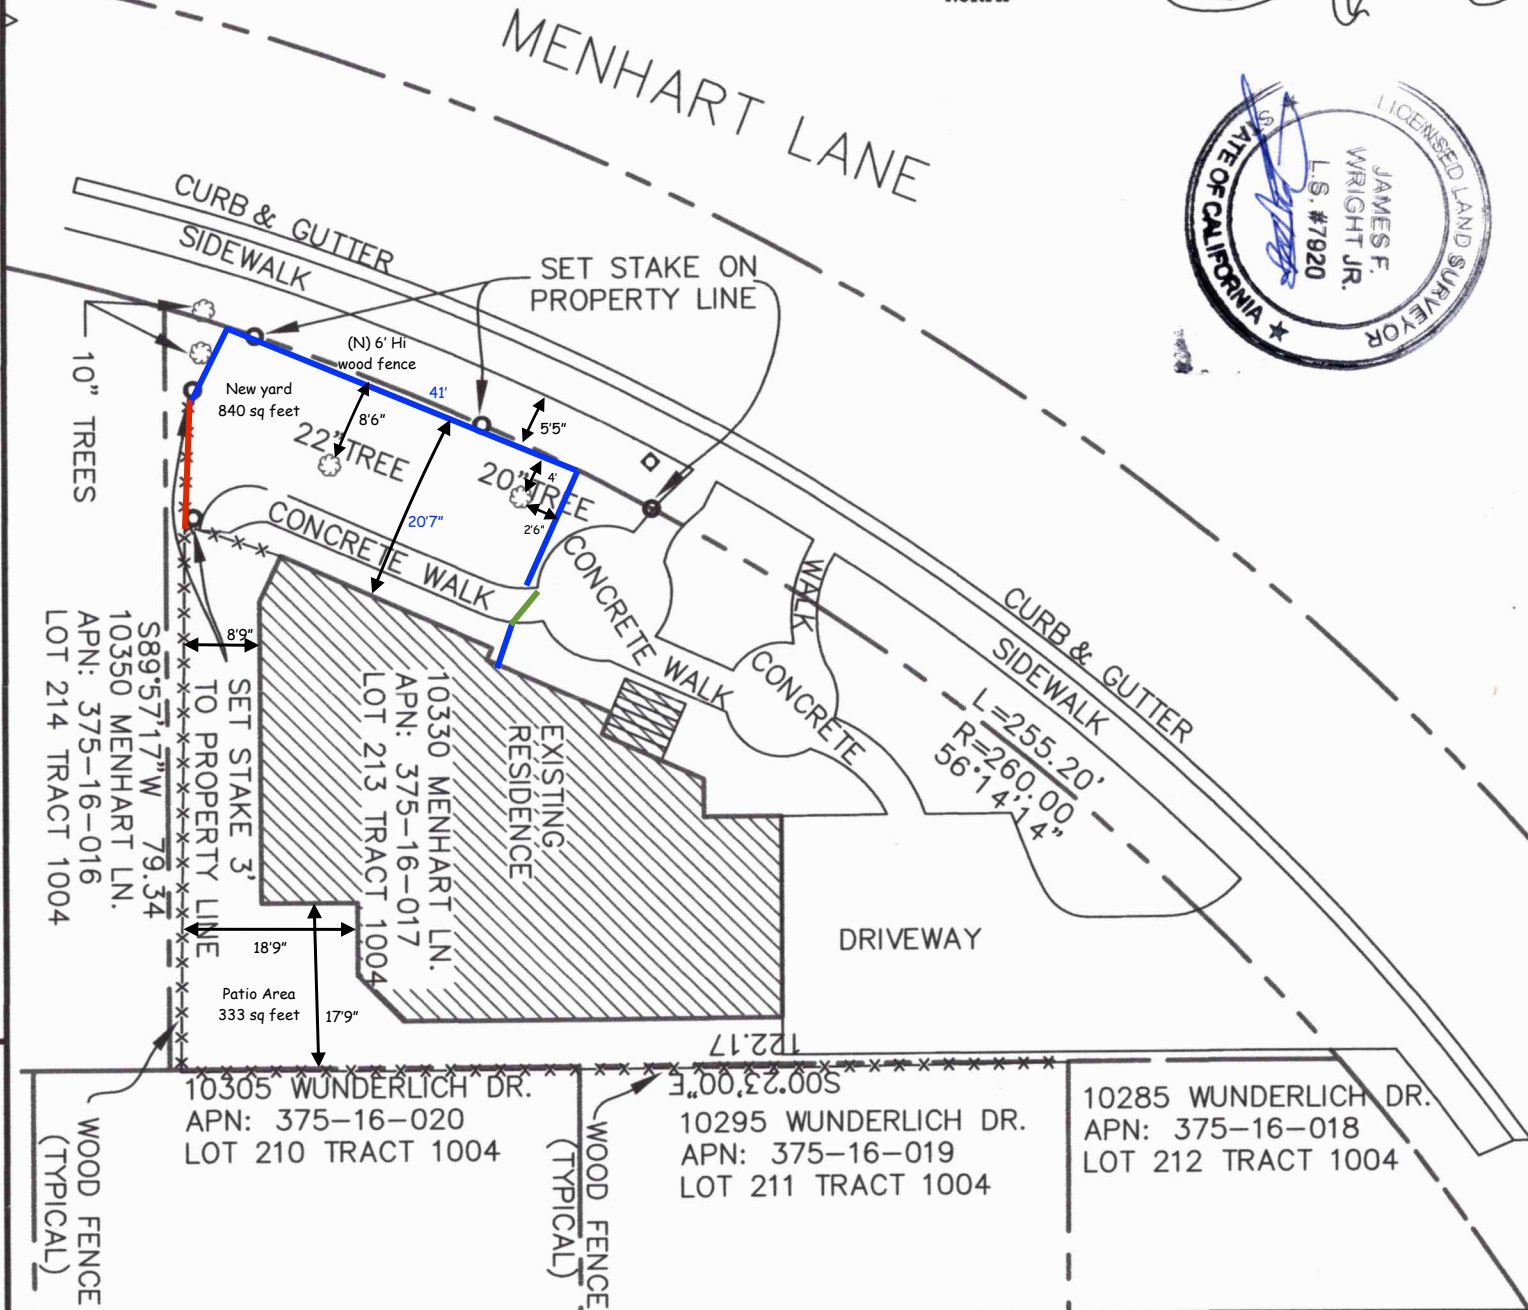 MENHART LANE
CURB & GUTTER
SIDEWALK
SET STAKE ON
PROPERTY LINE
(N) 6' Hi
wood fence
41'
New yard
840 sq feet
8'6"
5'5"
10" TREES
22" TREE
20" TREE
4'
2'6"
20'7"
CONCRETE WALK
CONCRETE WALK
WALK
CONCRETE
CURB & GUTTER
SIDEWALK
L=255.20'
R=260.00
56°14'14"
8'9"
SET STAKE 3'
TO PROPERTY LINE
S89°57'17"W 79.34
10350 MENHART LN.
APN: 375-16-016
LOT 214 TRACT 1004
10330 MENHART LN.
APN: 375-16-017
LOT 213 TRACT 1004
EXISTING
RESIDENCE
DRIVEWAY
18'9"
Patio Area
333 sq feet
17'9"
122.17
S00°23'00"E
10305 WUNDERLICH DR.
APN: 375-16-020
LOT 210 TRACT 1004
10295 WUNDERLICH DR.
APN: 375-16-019
LOT 211 TRACT 1004
10285 WUNDERLICH DR.
APN: 375-16-018
LOT 212 TRACT 1004
WOOD FENCE
(TYPICAL)
WOOD FENCE
(TYPICAL)
LICENSED LAND SURVEYOR
JAMES F.
WRIGHT JR.
L.S. #7920
STATE OF CALIFORNIA